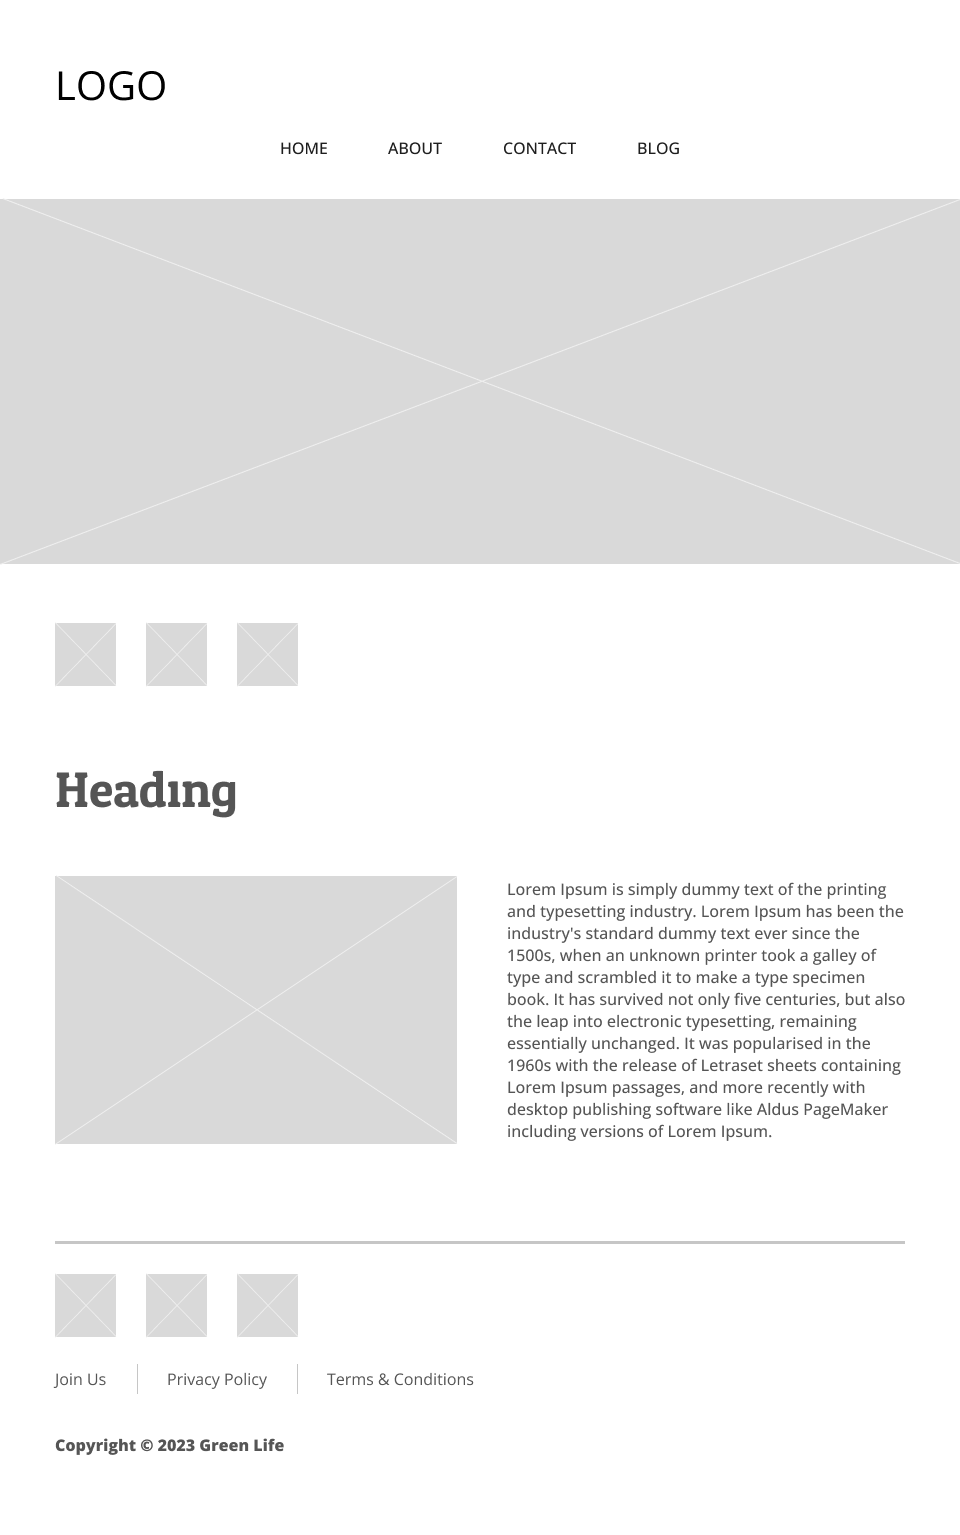 LOGO
HOME ABOUT CONTACT BLOG
Heading
Lorem Ipsum is simply dummy text of the printing
and typesetting industry. Lorem Ipsum has been the
industry's standard dummy text ever since the
1500s, when an unknown printer took a galley of
type and scrambled it to make a type specimen
book. It has survived not only five centuries, but also
the leap into electronic typesetting, remaining
essentially unchanged. It was popularised in the
1960s with the release of Letraset sheets containing
Lorem Ipsum passages, and more recently with
desktop publishing software like Aldus PageMaker
including versions of Lorem Ipsum.
Join Us Privacy Policy Terms & Conditions
Copyright © 2023 Green Life